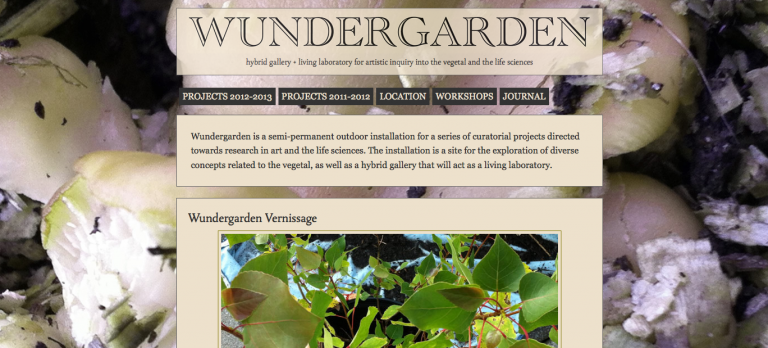 WUNDERGARDEN
hybrid gallery • living laboratory for artistic inquiry into the vegetal and the life sciences
PROJECTS 2012-2013 PROJECTS 2011-2012 LOCATION WORKSHOPS JOURNAL
Wundergarden is a semi-permanent outdoor installation for a series of curatorial projects directed
towards research in art and the life sciences. The installation is a site for the exploration of diverse
concepts related to the vegetal, as well as a hybrid gallery that will act as a living laboratory.
Wundergarden Vernissage